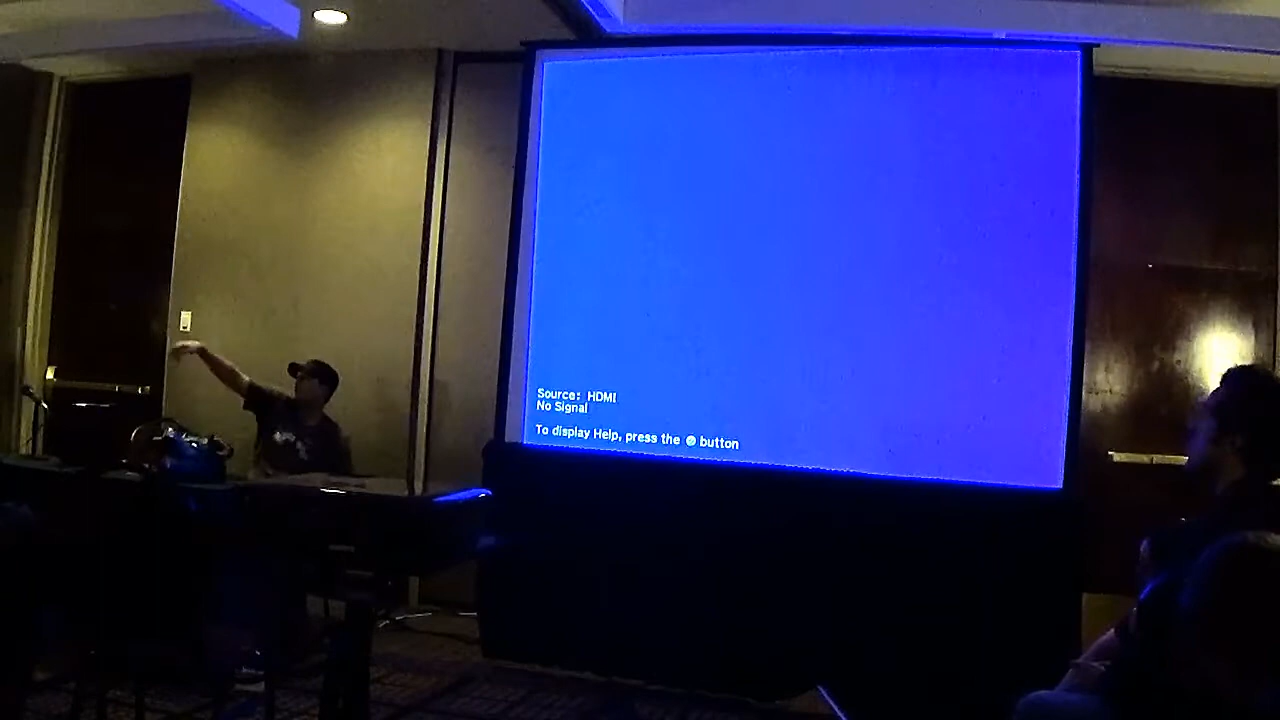 Source: HDMI
No Signal
To display Help, press the button